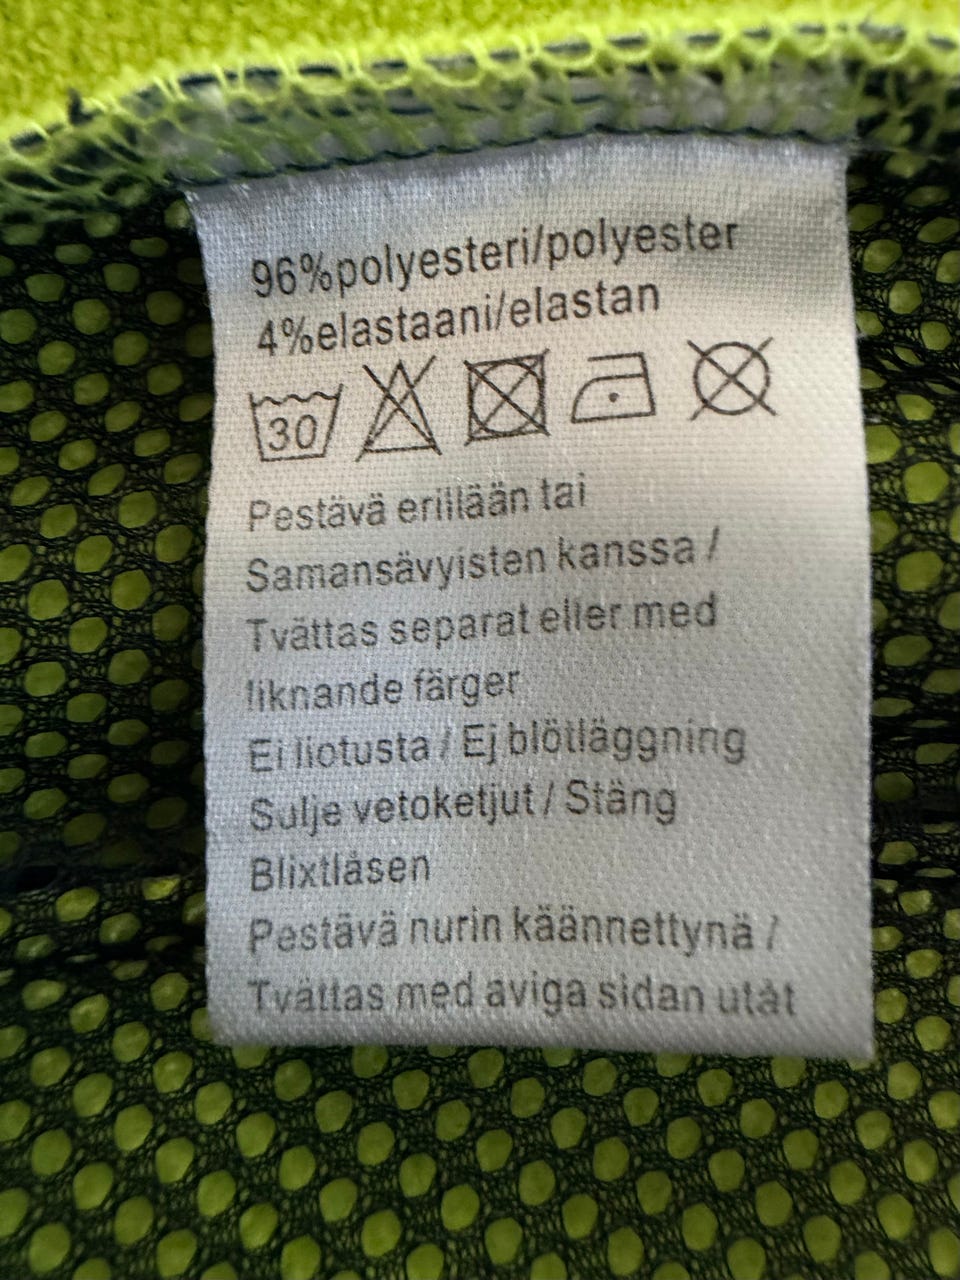 96%polyesteri/polyester
4%elastaani/elastan
30
Pestävä erillään tai
Samansävyisten kanssa /
Tvättas separat eller med
liknande färger
Ei liotusta / Ej blötläggning
Sulje vetoketjut / Stäng
Blixtlåsen
Pestävä nurin käännettynä /
Tvättas med aviga sidan utåt